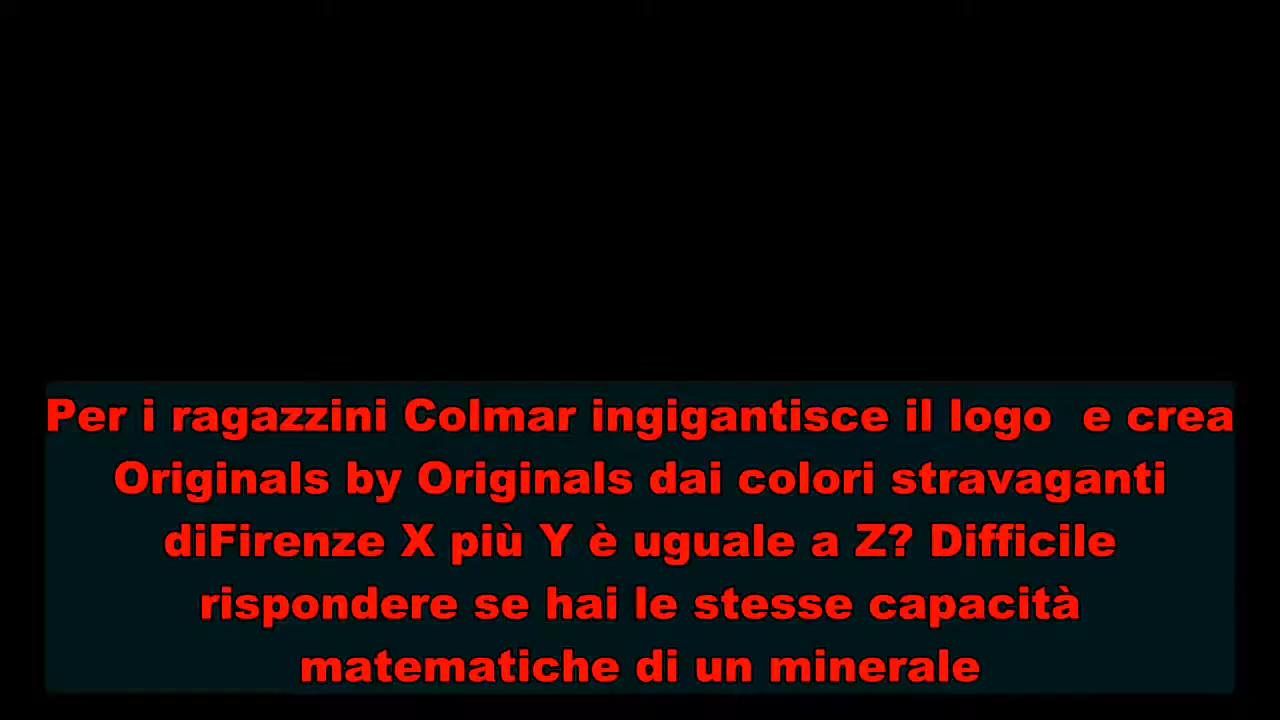 Per i ragazzini Colmar ingigantisce il logo  e crea
Originals by Originals dai colori stravaganti
diFirenze X più Y è uguale a Z? Difficile
rispondere se hai le stesse capacità
matematiche di un minerale